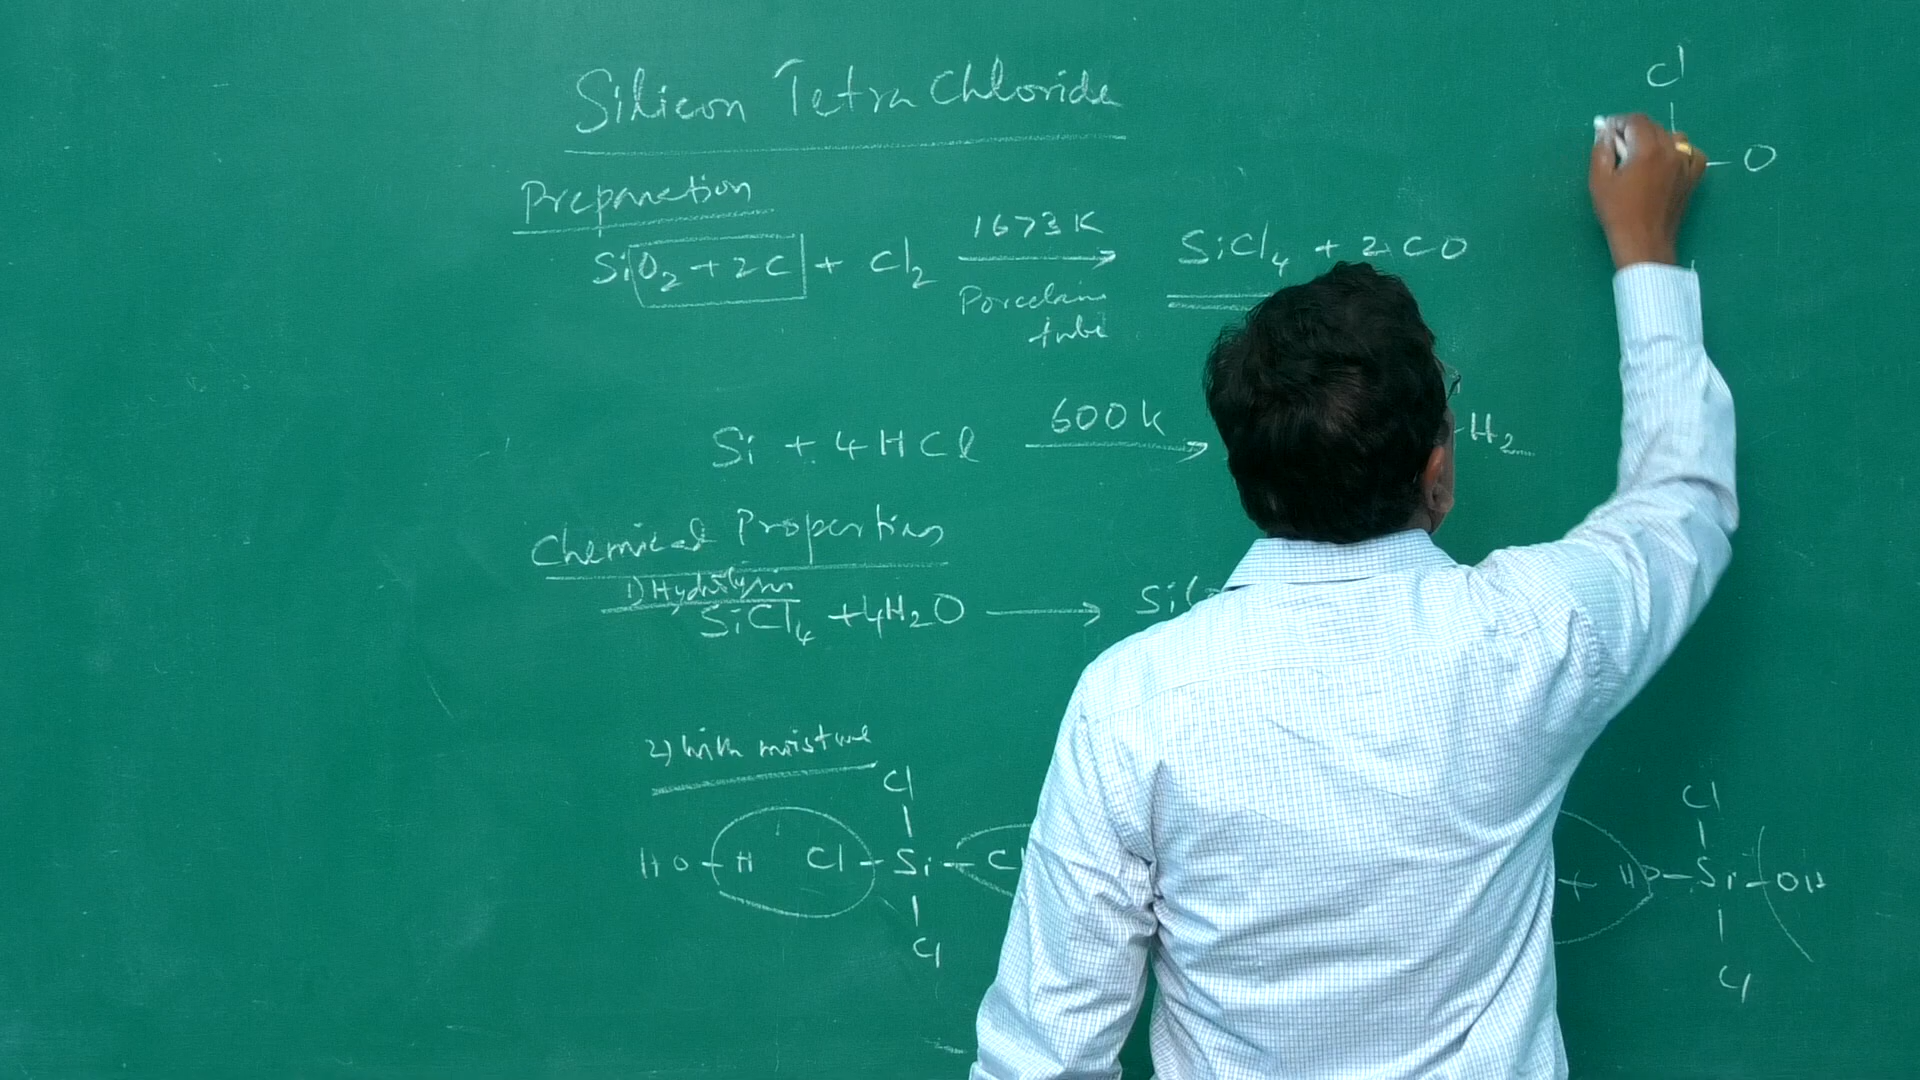 Silicon Tetra Chloride
Preparation
SiO2 + 2C + Cl2 1673K → SiCl4 + 2CO
Porcelain
tube
Si + 4HCl 600K → H2
Chemical Properties
1) Hydrolysis
SiCl4 + 4H2O → Si(
2) With moisture
Cl
HO-H Cl-Si-Cl
Cl
Cl
+ HO-Si-OH
Cl
Cl
-O